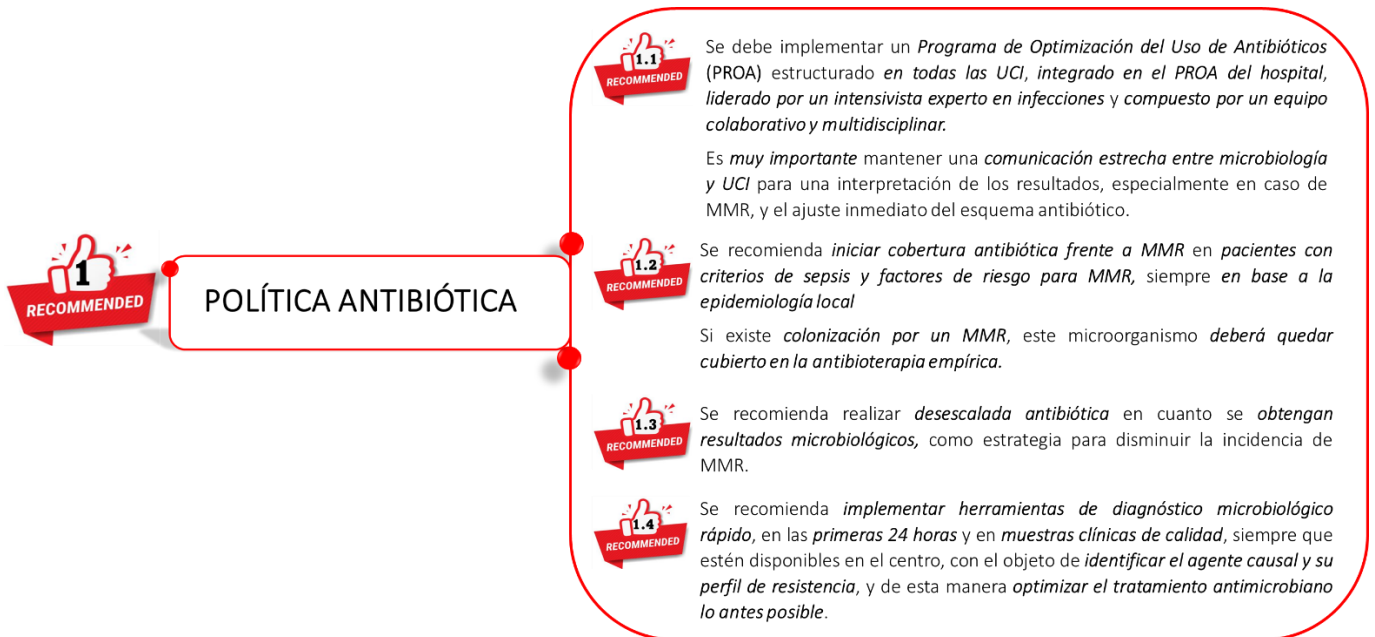 1
RECOMMENDED
POLÍTICA ANTIBIÓTICA
1.1
RECOMMENDED
Se debe implementar un Programa de Optimización del Uso de Antibióticos
(PROA) estructurado en todas las UCI, integrado en el PROA del hospital,
liderado por un intensivista experto en infecciones y compuesto por un equipo
colaborativo y multidisciplinar.
Es muy importante mantener una comunicación estrecha entre microbiología
y UCI para una interpretación de los resultados, especialmente en caso de
MMR, y el ajuste inmediato del esquema antibiótico.
1.2
RECOMMENDED
Se recomienda iniciar cobertura antibiótica frente a MMR en pacientes con
criterios de sepsis y factores de riesgo para MMR, siempre en base a la
epidemiología local
Si existe colonización por un MMR, este microorganismo deberá quedar
cubierto en la antibioterapia empírica.
1.3
RECOMMENDED
Se recomienda realizar desescalada antibiótica en cuanto se obtengan
resultados microbiológicos, como estrategia para disminuir la incidencia de
MMR.
1.4
RECOMMENDED
Se recomienda implementar herramientas de diagnóstico microbiológico
rápido, en las primeras 24 horas y en muestras clínicas de calidad, siempre que
estén disponibles en el centro, con el objeto de identificar el agente causal y su
perfil de resistencia, y de esta manera optimizar el tratamiento antimicrobiano
lo antes posible.